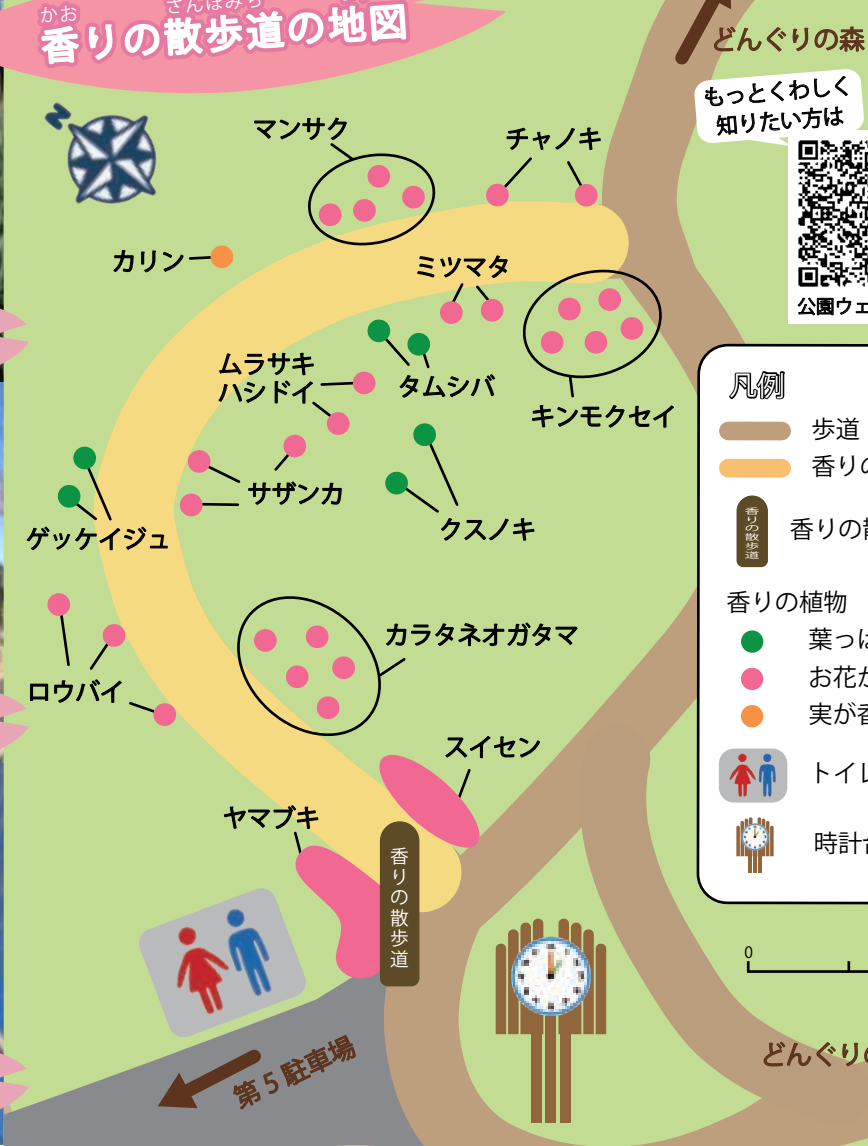 かお さんぽみち
香りの散歩道の地図
どんぐりの森
もっとくわしく
知りたい方は
N
マンサク
チャノキ
カリン
ミツマタ
公園ウェ
ムラサキ
ハシドイ
タムシバ
キンモクセイ
凡例
歩道
香りの
サザンカ
クスノキ
ゲッケイジュ
香りの散歩道
香りの散
香りの植物
葉っぱ
お花が
実が香
カラタネオガタマ
ロウバイ
スイセン
トイレ
ヤマブキ
時計台
香りの散歩道
0
第5駐車場
どんぐりの